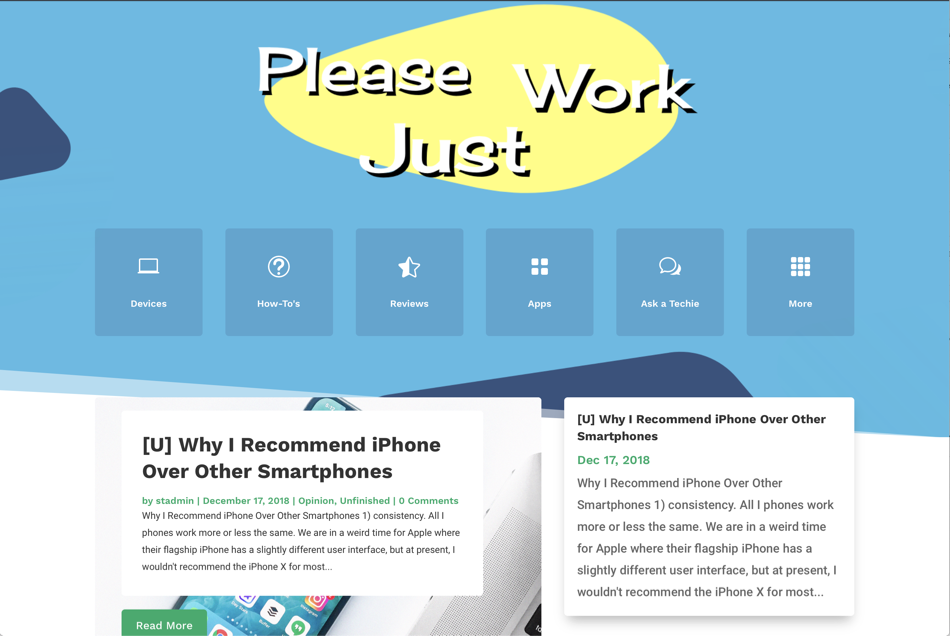 Please Work
Just
Devices
How-To's
Reviews
Apps
Ask a Techie
More
[U] Why I Recommend iPhone
Over Other Smartphones
by stadmin | December 17, 2018 | Opinion, Unfinished | 0 Comments
Why I Recommend iPhone Over Other Smartphones 1) consistency. All I
phones work more or less the same. We are in a weird time for Apple where
their flagship iPhone has a slightly different user interface, but at present, I
wouldn't recommend the iPhone X for most...
Read More
[U] Why I Recommend iPhone Over Other
Smartphones
Dec 17, 2018
Why I Recommend iPhone Over Other
Smartphones 1) consistency. All I phones work
more or less the same. We are in a weird time
for Apple where their flagship iPhone has a
slightly different user interface, but at present, I
wouldn't recommend the iPhone X for most...